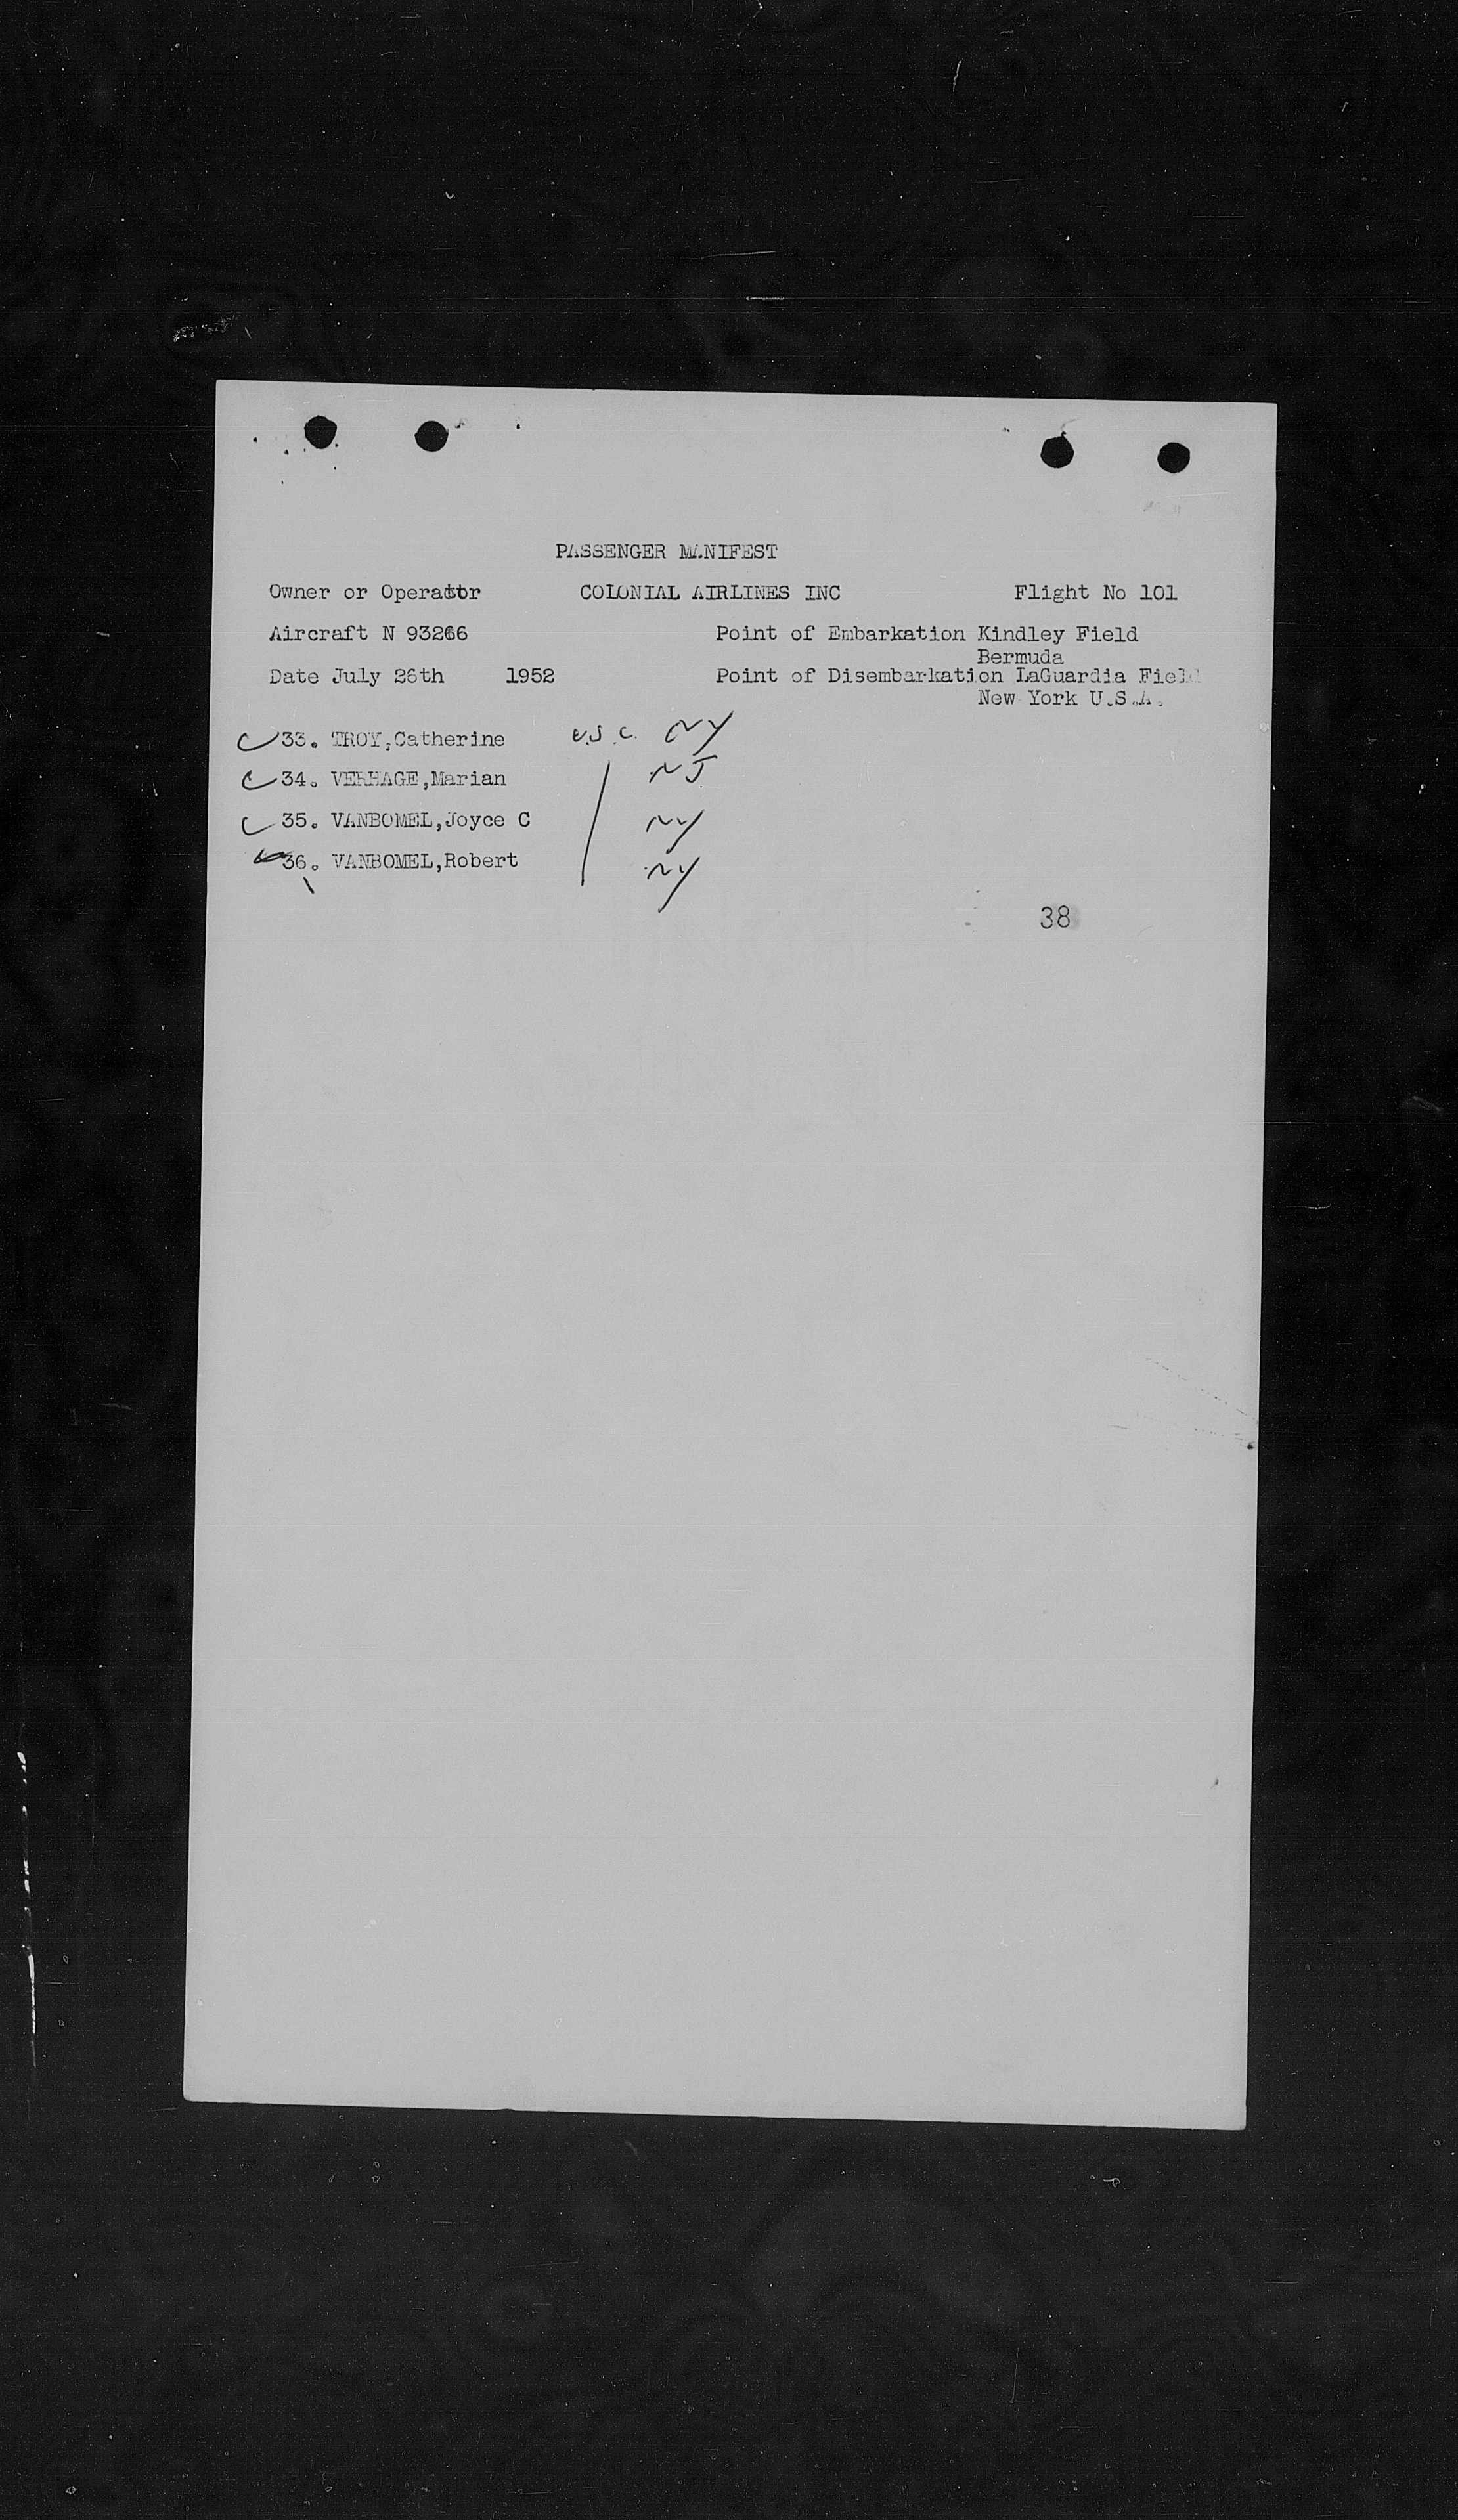 PASSENGER MANIFEST
Owner or Operattor COLONIAL AIRLINES INC Flight No 101
Aircraft N 93266 Point of Embarkation Kindley Field
Bermuda
Date July 26th 1952 Point of Disembarkation LaGuardia Field
New York U.S.A.
33. TROY,Catherine U.S.C. NY
34. VERHAGE,Marian NJ
35. VANBOMEL,Joyce C NY
36. VANBOMEL,Robert NY
38